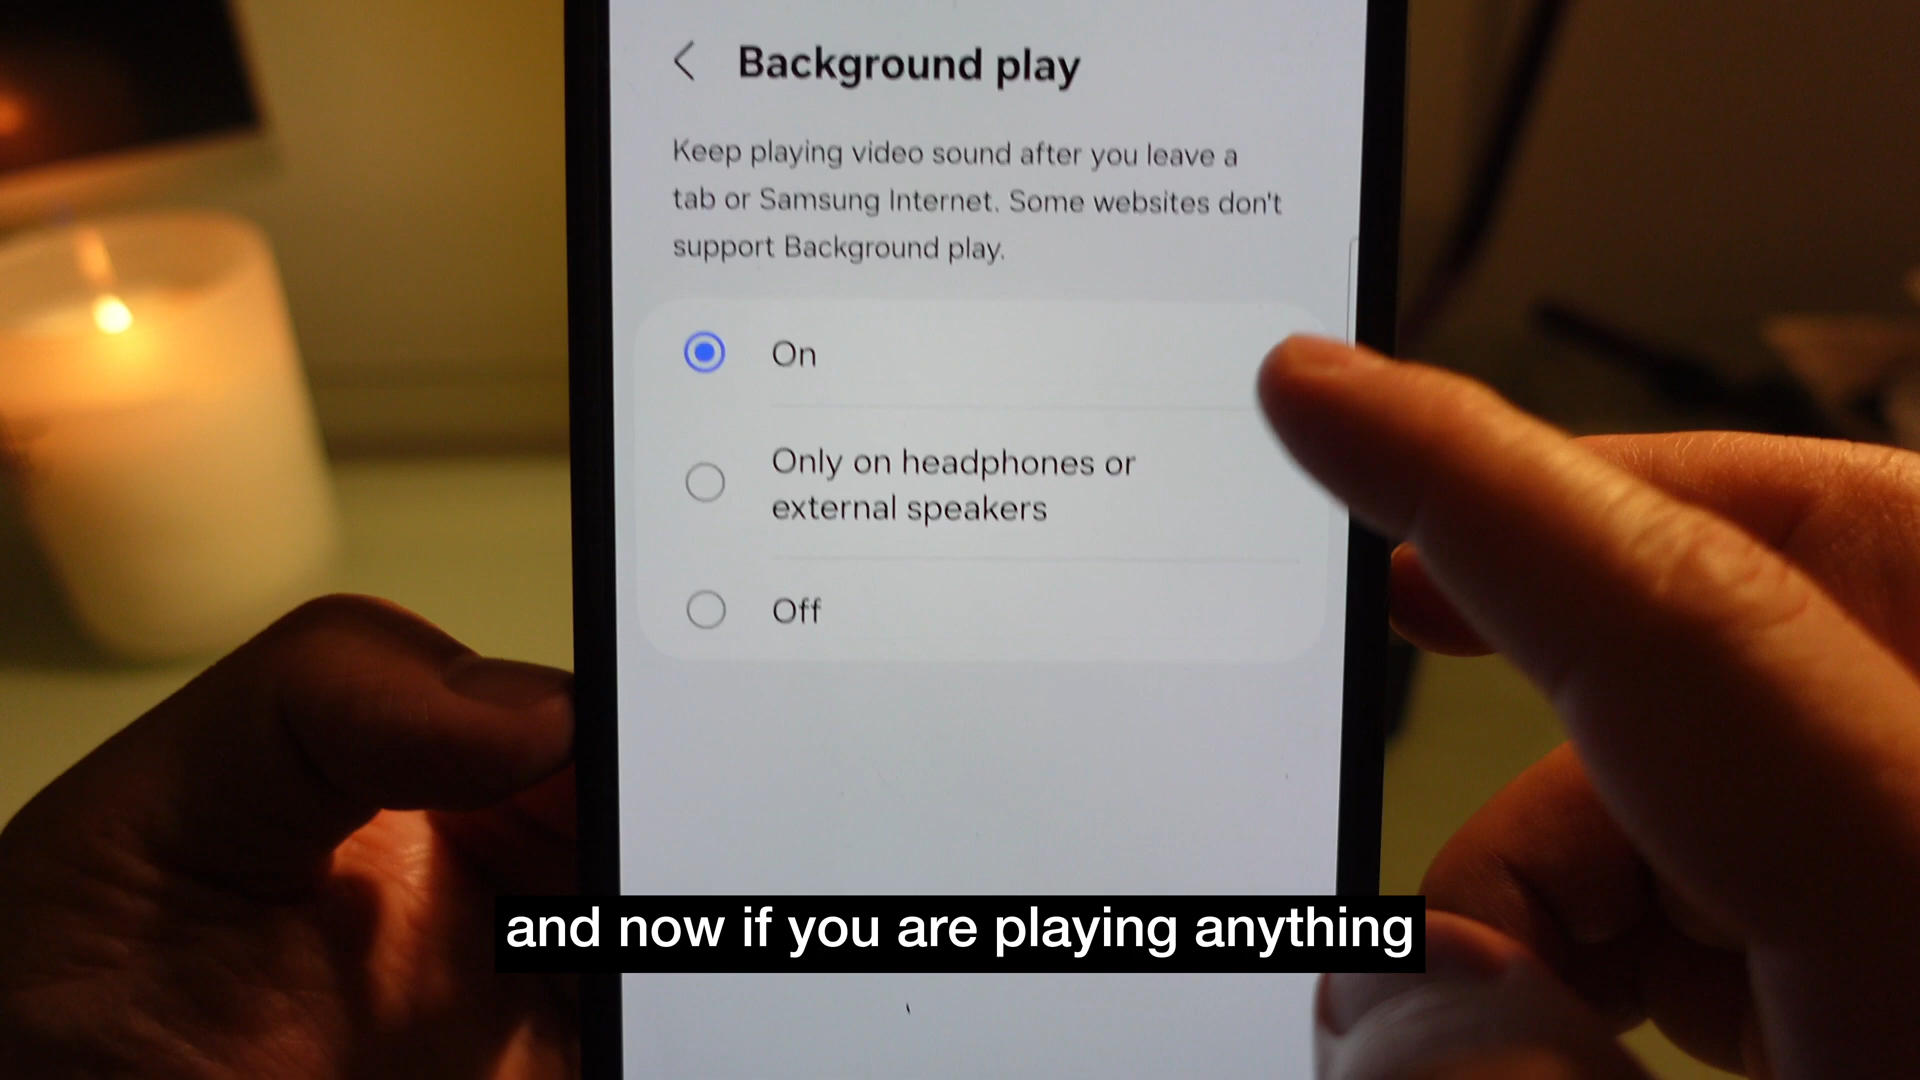 Background play
Keep playing video sound after you leave a
tab or Samsung Internet. Some websites don't
support Background play.
On
Only on headphones or
external speakers
Off
and now if you are playing anything